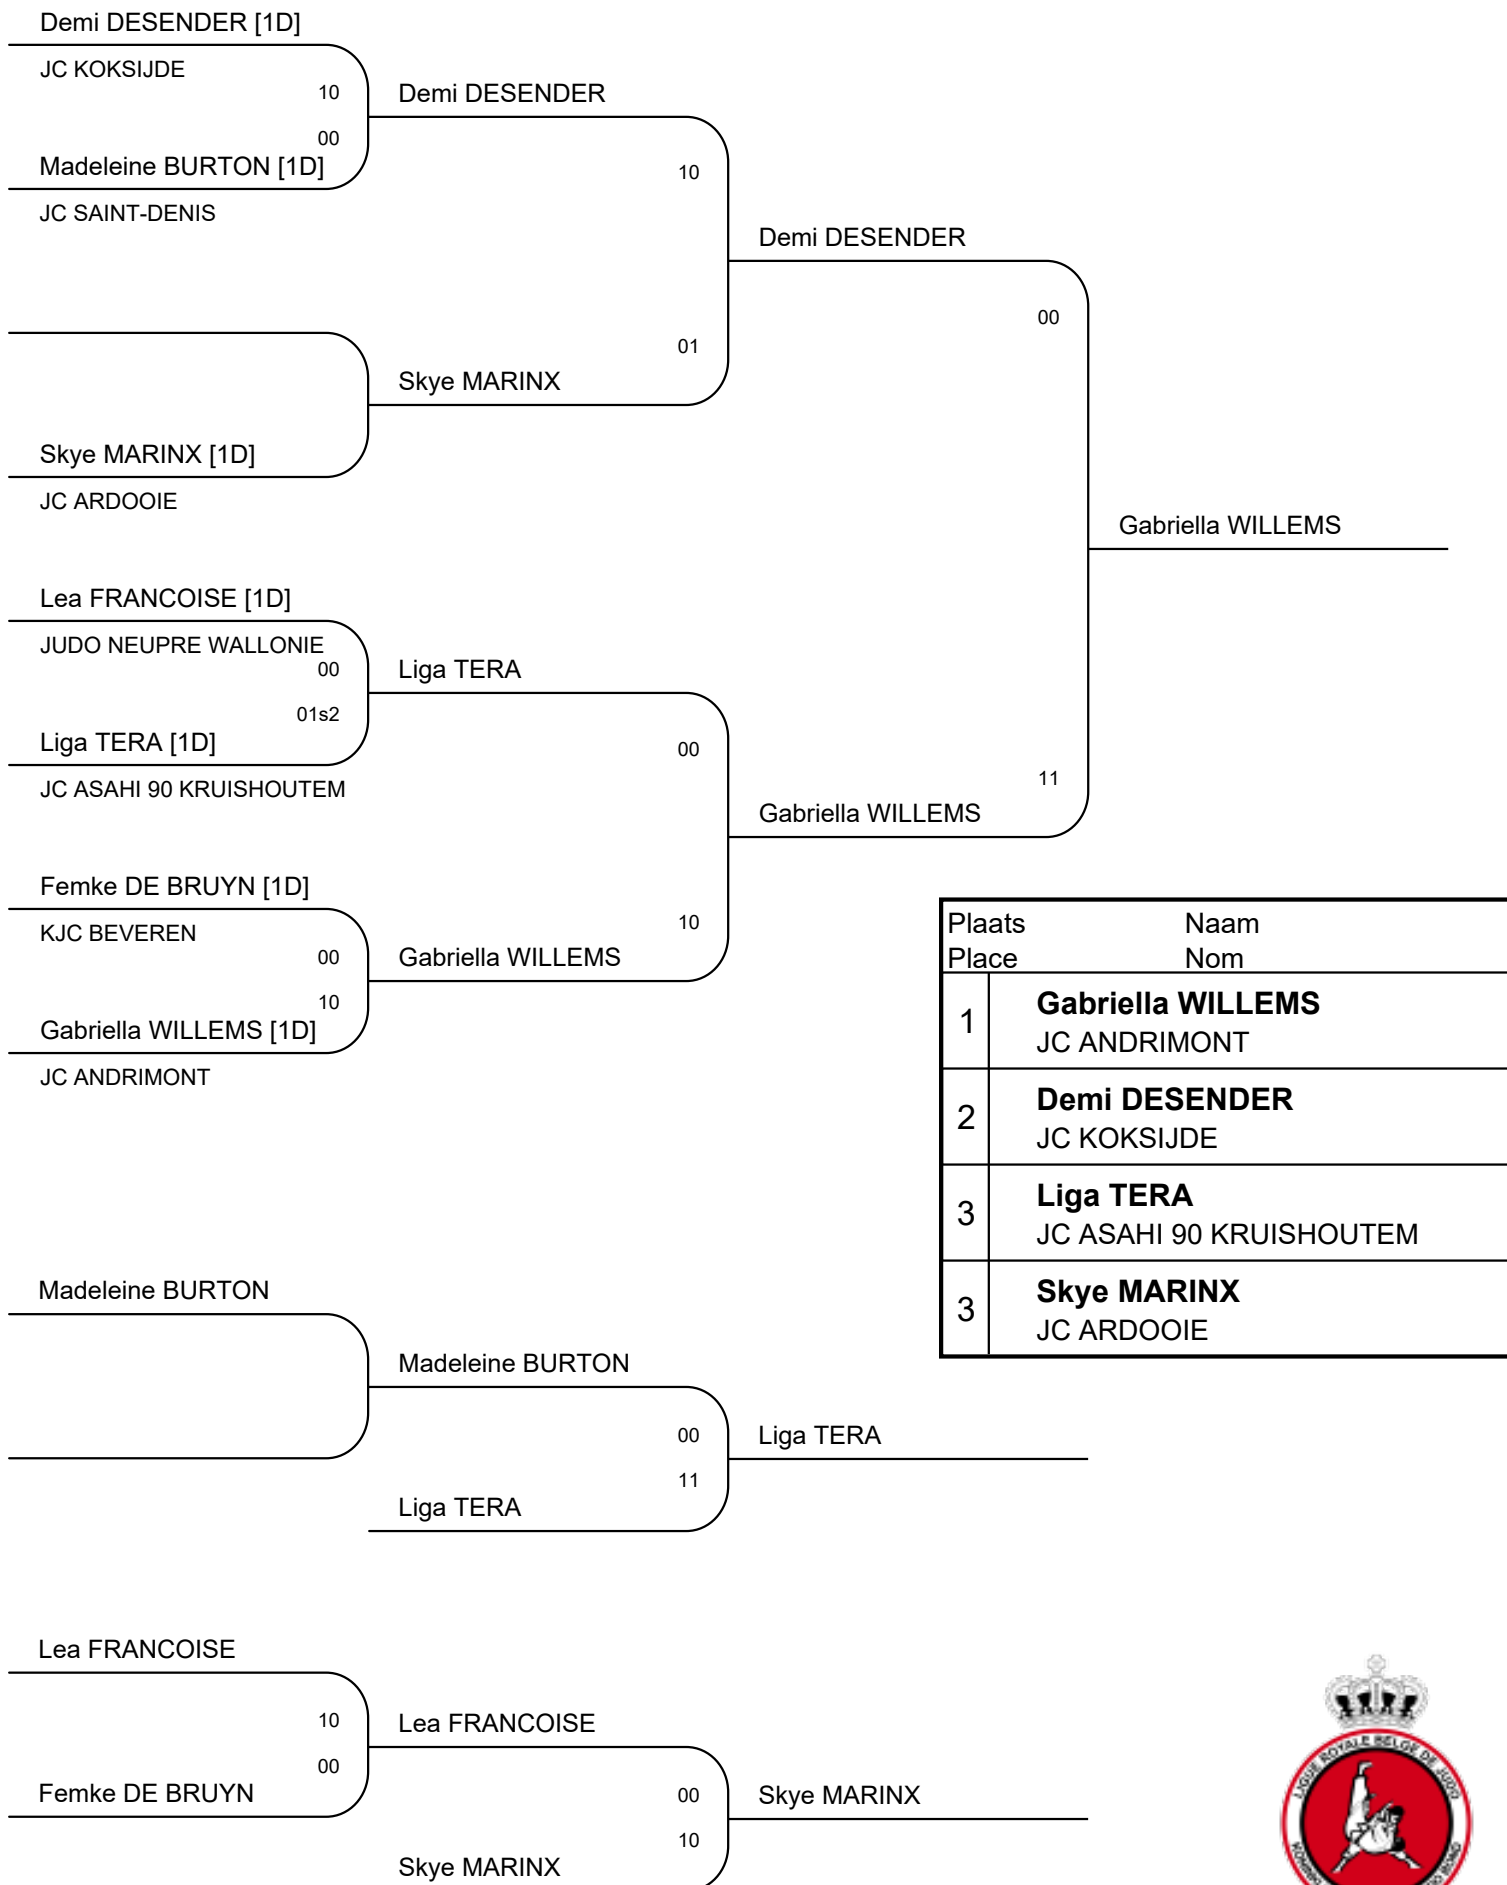 Demi DESENDER [1D]
JC KOKSIJDE
10
00
Madeleine BURTON [1D]
JC SAINT-DENIS
Demi DESENDER
10
01
Skye MARINX
Skye MARINX [1D]
JC ARDOOIE
Demi DESENDER
00
11
Gabriella WILLEMS
Gabriella WILLEMS
Lea FRANCOISE [1D]
JUDO NEUPRE WALLONIE
00
01s2
Liga TERA [1D]
JC ASAHI 90 KRUISHOUTEM
Liga TERA
00
10
Gabriella WILLEMS
Femke DE BRUYN [1D]
KJC BEVEREN
00
10
Gabriella WILLEMS [1D]
JC ANDRIMONT
Plaats Naam
Place Nom
1 Gabriella WILLEMS
JC ANDRIMONT
2 Demi DESENDER
JC KOKSIJDE
3 Liga TERA
JC ASAHI 90 KRUISHOUTEM
3 Skye MARINX
JC ARDOOIE
Madeleine BURTON
Madeleine BURTON
00
11
Liga TERA
Liga TERA
Lea FRANCOISE
10
00
Femke DE BRUYN
Lea FRANCOISE
00
10
Skye MARINX
Skye MARINX
LIGUE ROYALE BELGE DE JUDO